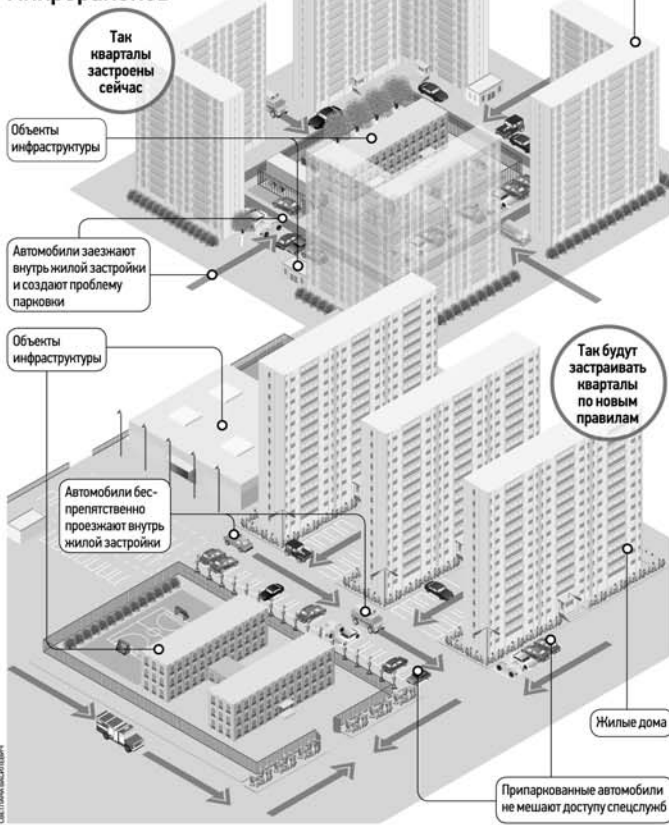 Так
кварталы
застроены
сейчас
Объекты
инфраструктуры
Автомобили заезжают
внутрь жилой застройки
и создают проблему
парковки
Объекты
инфраструктуры
Так будут
застраивать
кварталы
по новым
правилам
Автомобили бес-
препятственно
проезжают внутрь
жилой застройки
Жилые дома
Припаркованные автомобили
не мешают доступу спецслужб